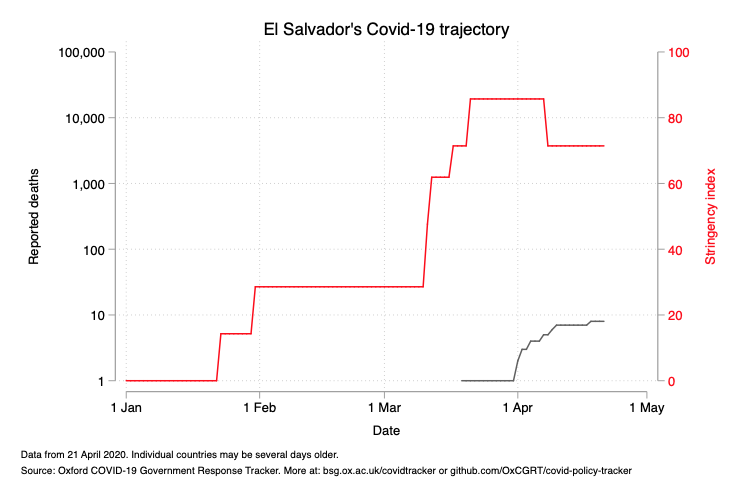 El Salvador's Covid-19 trajectory
100,000
10,000
1,000
100
10
1
Reported deaths
100
80
60
40
20
0
Stringency index
1 Jan 1 Feb 1 Mar 1 Apr 1 May
Date
Data from 21 April 2020. Individual countries may be several days older.
Source: Oxford COVID-19 Government Response Tracker. More at: bsg.ox.ac.uk/covidtracker or github.com/OxCGRT/covid-policy-tracker